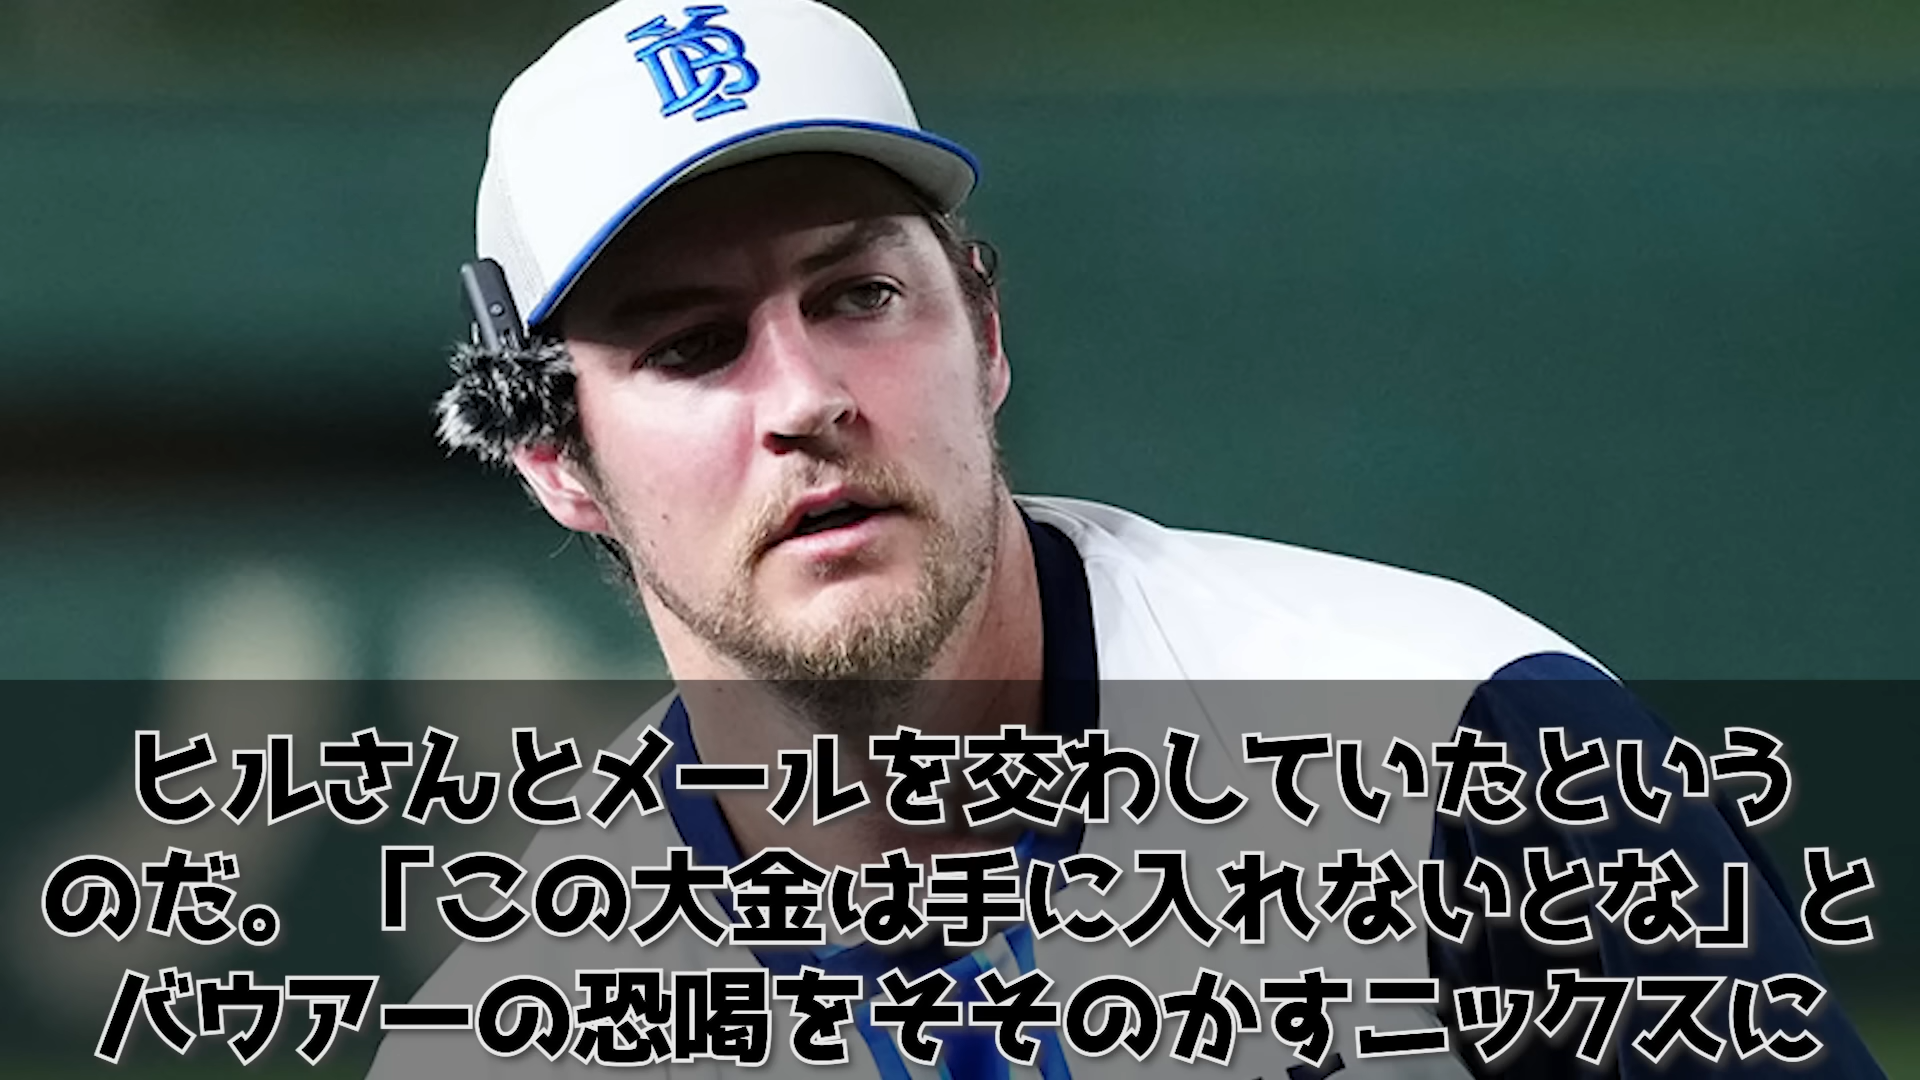 YDB
ヒルさんとメールを交わしていたという
のだ。「この大金は手に入れないとな」と
バウアーの恐喝をそそのかすニックスに